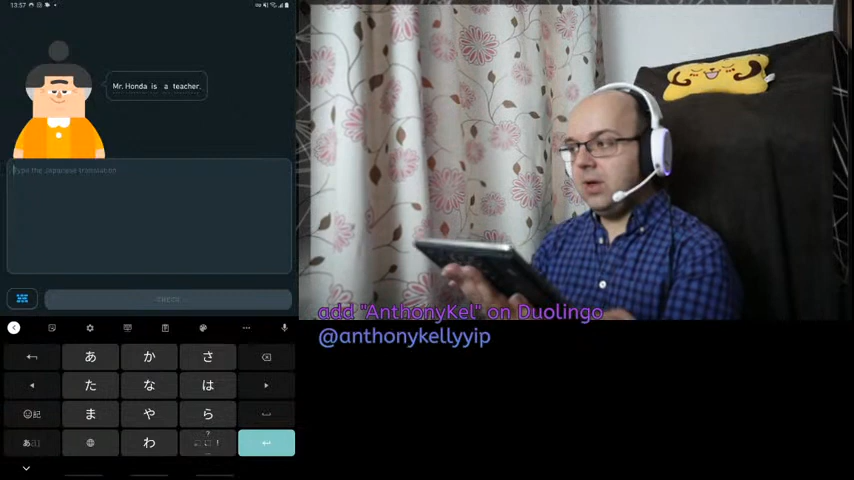 13:57
Mr. Honda is a teacher.
Type the Japanese translation
CHECK
add "AnthonyKel" on Duolingo
@anthonykellyyip
あ
か
さ
た
な
は
☺記
ま
や
ら
わ